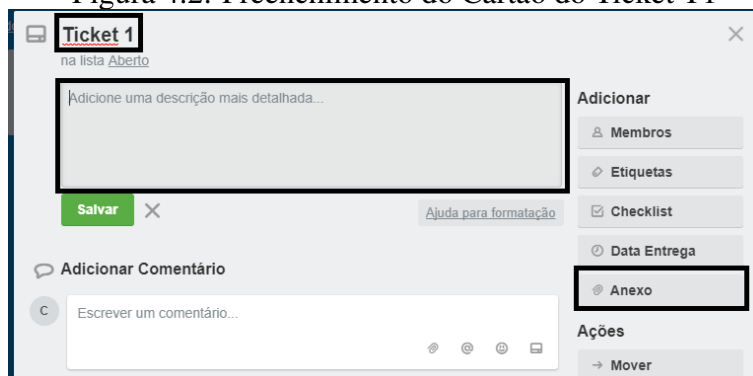 Figura 4.2: Preenchimento do Cartão do Ticket T1
Ticket 1
na lista Aberto
Adicione uma descrição mais detalhada...
Salvar
Ajuda para formatação
Adicionar Comentário
C
Escrever um comentário...
Adicionar
Membros
Etiquetas
Checklist
Data Entrega
Anexo
Ações
Mover